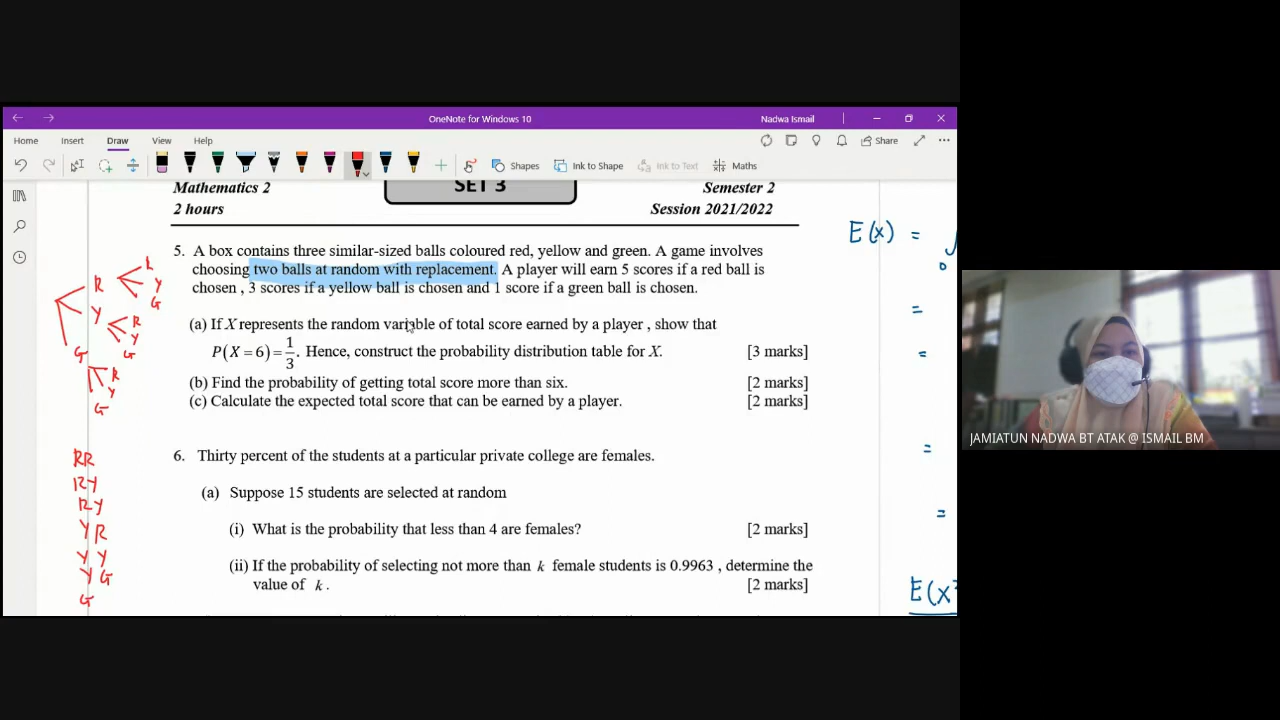 OneNote for Windows 10
Nadwa Ismail
Home Insert Draw View Help
Share
Shapes Ink to Shape Ink to Text Maths
Mathematics 2 SET 3 Semester 2
2 hours Session 2021/2022
5. A box contains three similar-sized balls coloured red, yellow and green. A game involves
choosing two balls at random with replacement. A player will earn 5 scores if a red ball is
chosen , 3 scores if a yellow ball is chosen and 1 score if a green ball is chosen.
(a) If X represents the random variable of total score earned by a player , show that
P(X = 6) = 1/3. Hence, construct the probability distribution table for X. [3 marks]
(b) Find the probability of getting total score more than six. [2 marks]
(c) Calculate the expected total score that can be earned by a player. [2 marks]
6. Thirty percent of the students at a particular private college are females.
(a) Suppose 15 students are selected at random
(i) What is the probability that less than 4 are females? [2 marks]
(ii) If the probability of selecting not more than k female students is 0.9963 , determine the
value of k . [2 marks]
R
Y
G
R
Y
G
R
Y
G
R
Y
G
RR
RY
RY
YR
YY
YG
G
E(x) = ∫
0
=
=
=
=
E(X²
JAMIATUN NADWA BT ATAK @ ISMAIL BM